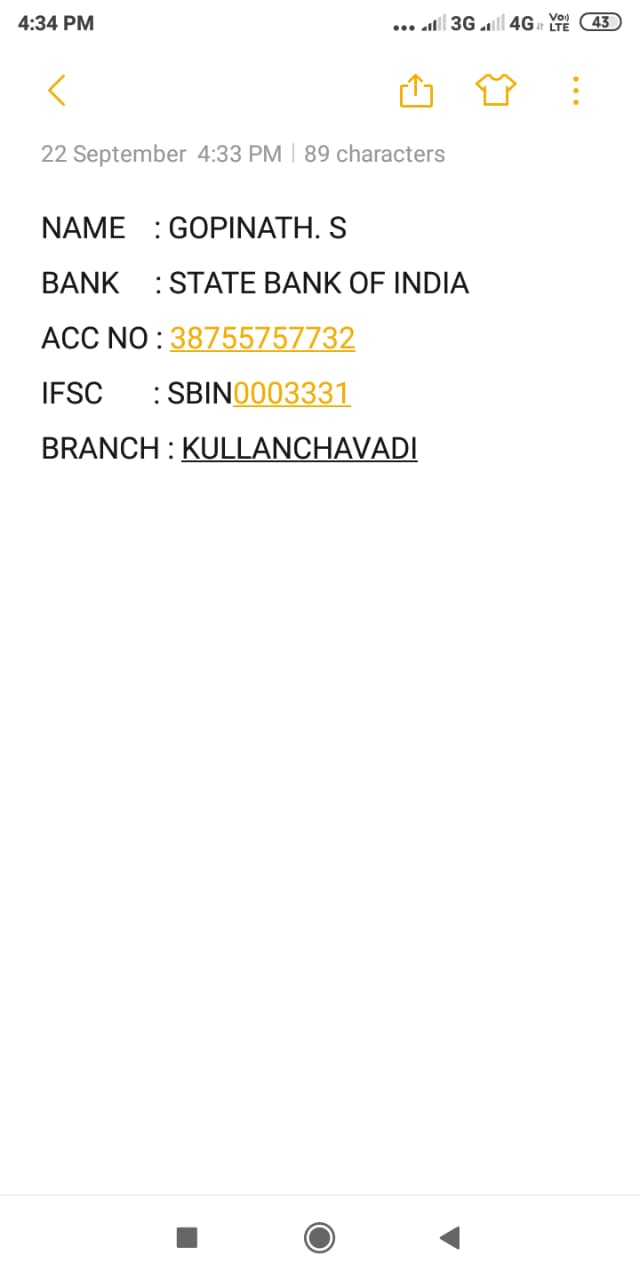 4:34 PM ... 3G 4G Vo) LTE 43
22 September 4:33 PM | 89 characters
NAME : GOPINATH. S
BANK : STATE BANK OF INDIA
ACC NO : 38755757732
IFSC : SBIN0003331
BRANCH : KULLANCHAVADI